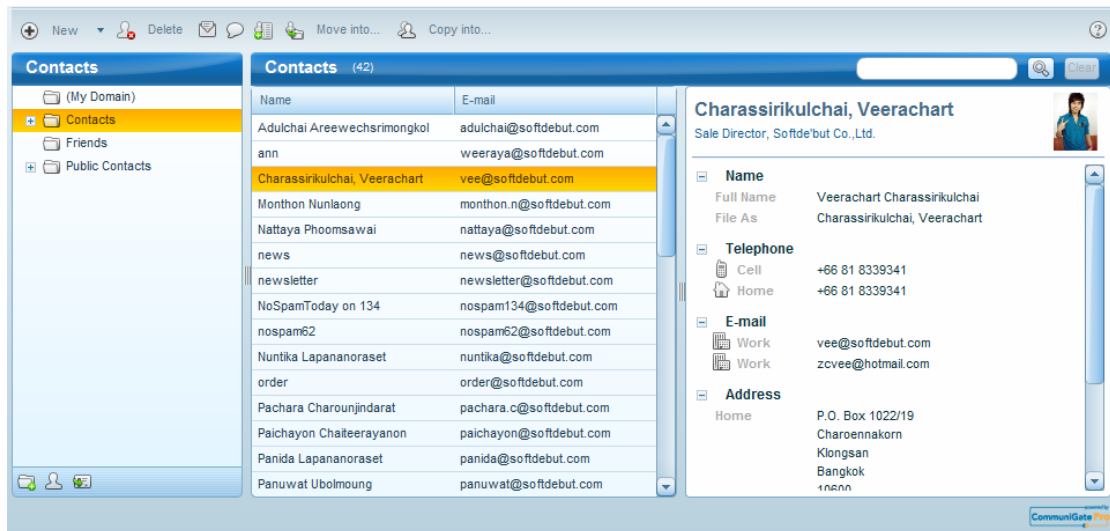 New Delete Move into... Copy into...
Contacts
(My Domain)
Contacts
Friends
Public Contacts
Contacts (42)
Clear
Name E-mail
Adulchai Areewechsrimongkol adulchai@softdebut.com
ann weeraya@softdebut.com
Charassirikulchai, Veerachart vee@softdebut.com
Monthon Nunlaong monthon.n@softdebut.com
Nattaya Phoomsawai nattaya@softdebut.com
news news@softdebut.com
newsletter newsletter@softdebut.com
NoSpamToday on 134 nospam134@softdebut.com
nospam62 nospam62@softdebut.com
Nuntika Lapananoraset nuntika@softdebut.com
order order@softdebut.com
Pachara Charounjindarat pachara.c@softdebut.com
Paichayon Chaiteerayanon paichayon@softdebut.com
Panida Lapananoraset panida@softdebut.com
Panuwat Ubolmoung panuwat@softdebut.com
Charassirikulchai, Veerachart
Sale Director, Softde'but Co.,Ltd.
Name
Full Name Veerachart Charassirikulchai
File As Charassirikulchai, Veerachart
Telephone
Cell +66 81 8339341
Home +66 81 8339341
E-mail
Work vee@softdebut.com
Work zcvee@hotmail.com
Address
Home P.O. Box 1022/19
Charoennakorn
Klongsan
Bangkok
10600
powered by
CommuniGate Pro